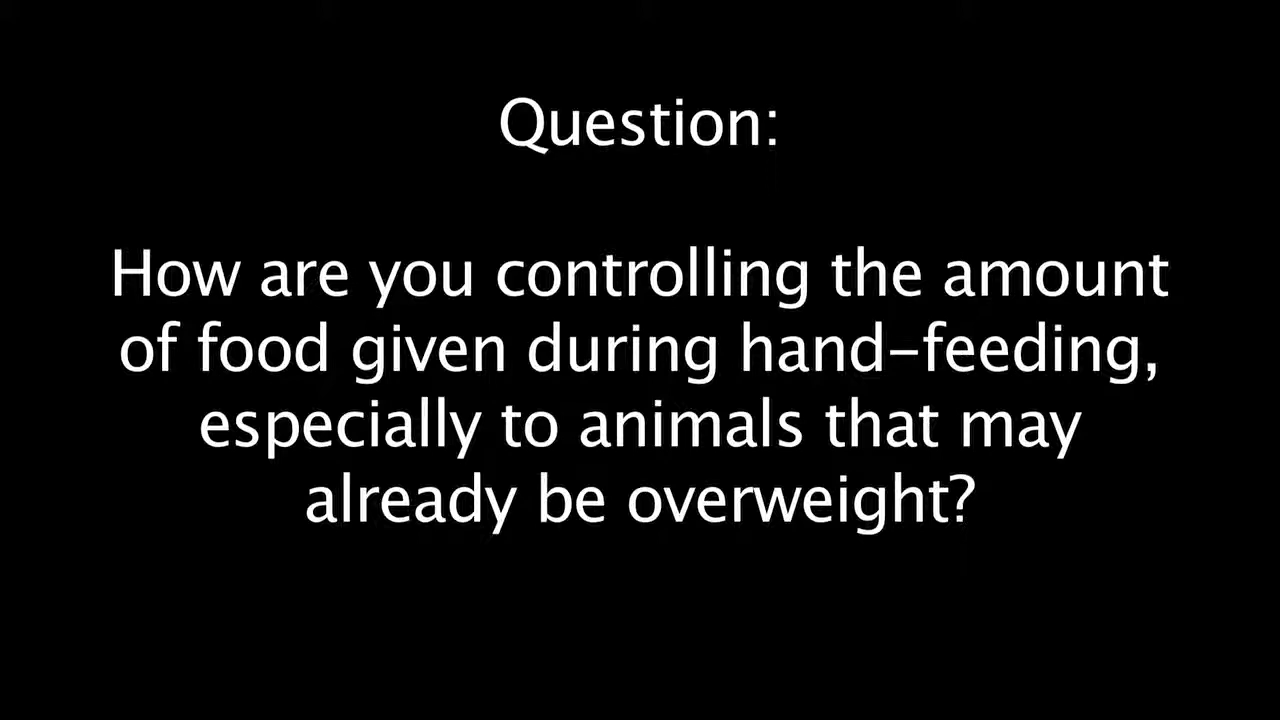 Question:
How are you controlling the amount
of food given during hand-feeding,
especially to animals that may
already be overweight?